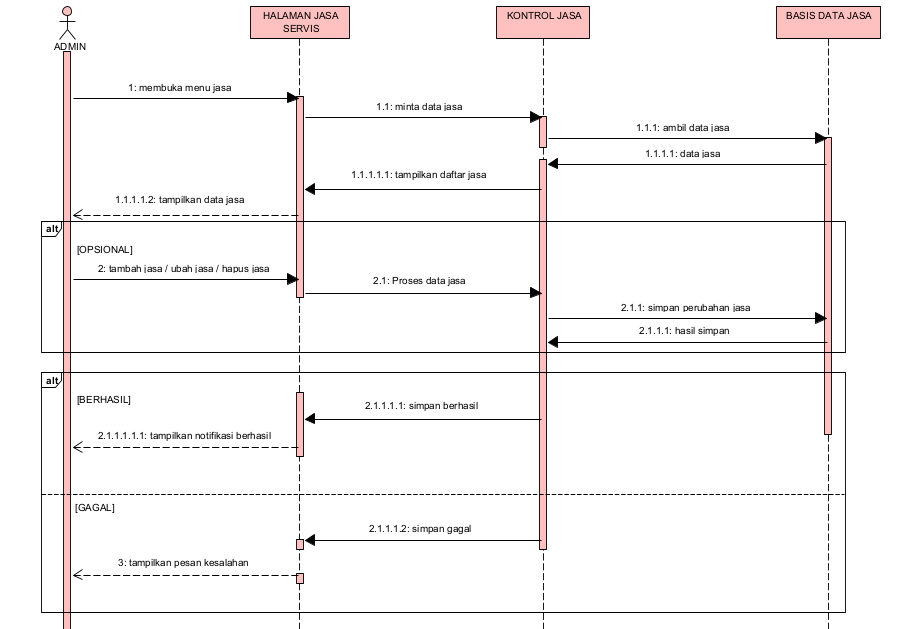 HALAMAN JASA
SERVIS
KONTROL JASA
BASIS DATA JASA
ADMIN
1: membuka menu jasa
1.1: minta data jasa
1.1.1: ambil data jasa
1.1.1.1: data jasa
1.1.1.1.1: tampilkan daftar jasa
1.1.1.1.2: tampilkan data jasa
alt
[OPSIONAL]
2: tambah jasa / ubah jasa / hapus jasa
2.1: Proses data jasa
2.1.1: simpan perubahan jasa
2.1.1.1: hasil simpan
alt
[BERHASIL]
2.1.1.1.1: simpan berhasil
2.1.1.1.1.1: tampilkan notifikasi berhasil
[GAGAL]
2.1.1.1.2: simpan gagal
3: tampilkan pesan kesalahan